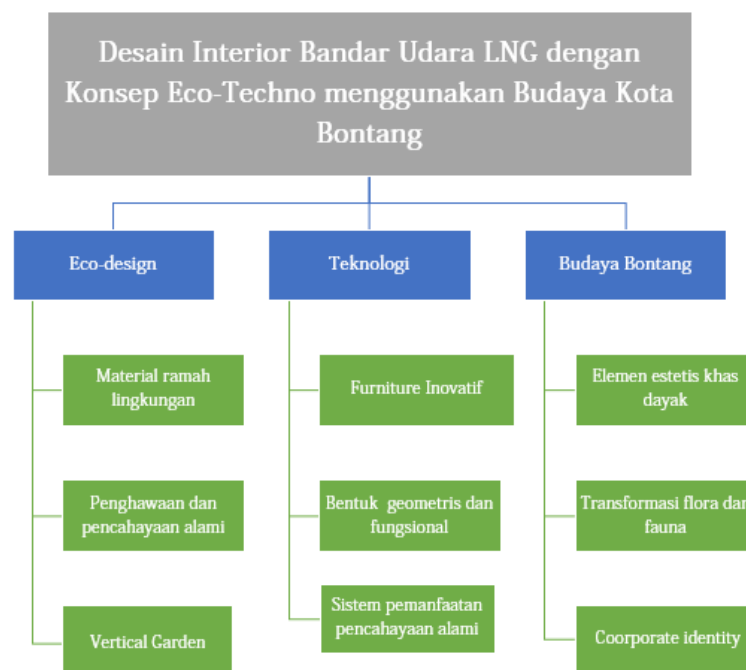 Desain Interior Bandar Udara LNG dengan
Konsep Eco-Techno menggunakan Budaya Kota
Bontang
Eco-design
Teknologi
Budaya Bontang
Material ramah
lingkungan
Furniture Inovatif
Elemen estetis khas
dayak
Penghawaan dan
pencahayaan alami
Bentuk geometris dan
fungsional
Transformasi flora dan
fauna
Vertical Garden
Sistem pemanfaatan
pencahayaan alami
Coorporate identity